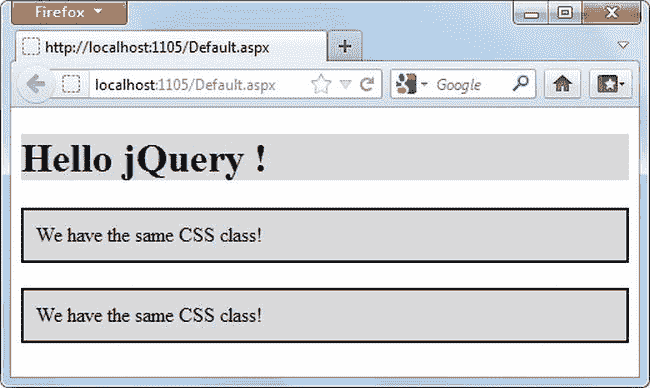 Firefox
http://localhost:1105/Default.aspx
localhost:1105/Default.aspx
Google
Hello jQuery !
We have the same CSS class!
We have the same CSS class!